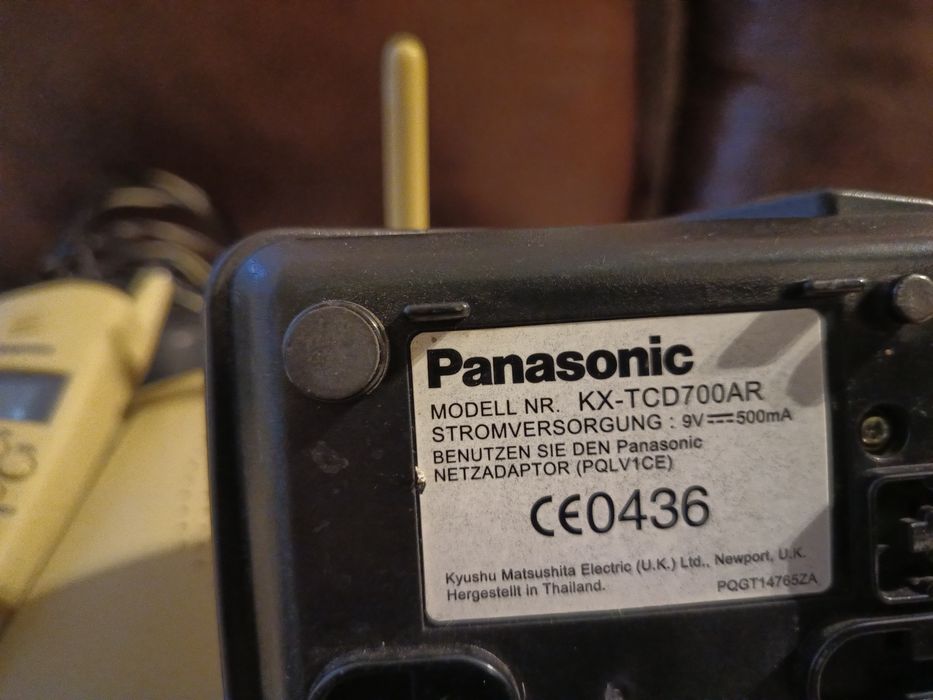 Panasonic
MODELL NR. KX-TCD700AR
STROMVERSORGUNG : 9V⎓500mA
BENUTZEN SIE DEN Panasonic
NETZADAPTOR (PQLV1CE)
CE0436
Kyushu Matsushita Electric (U.K.) Ltd., Newport, U.K.
Hergestellt in Thailand. PQGT14765ZA